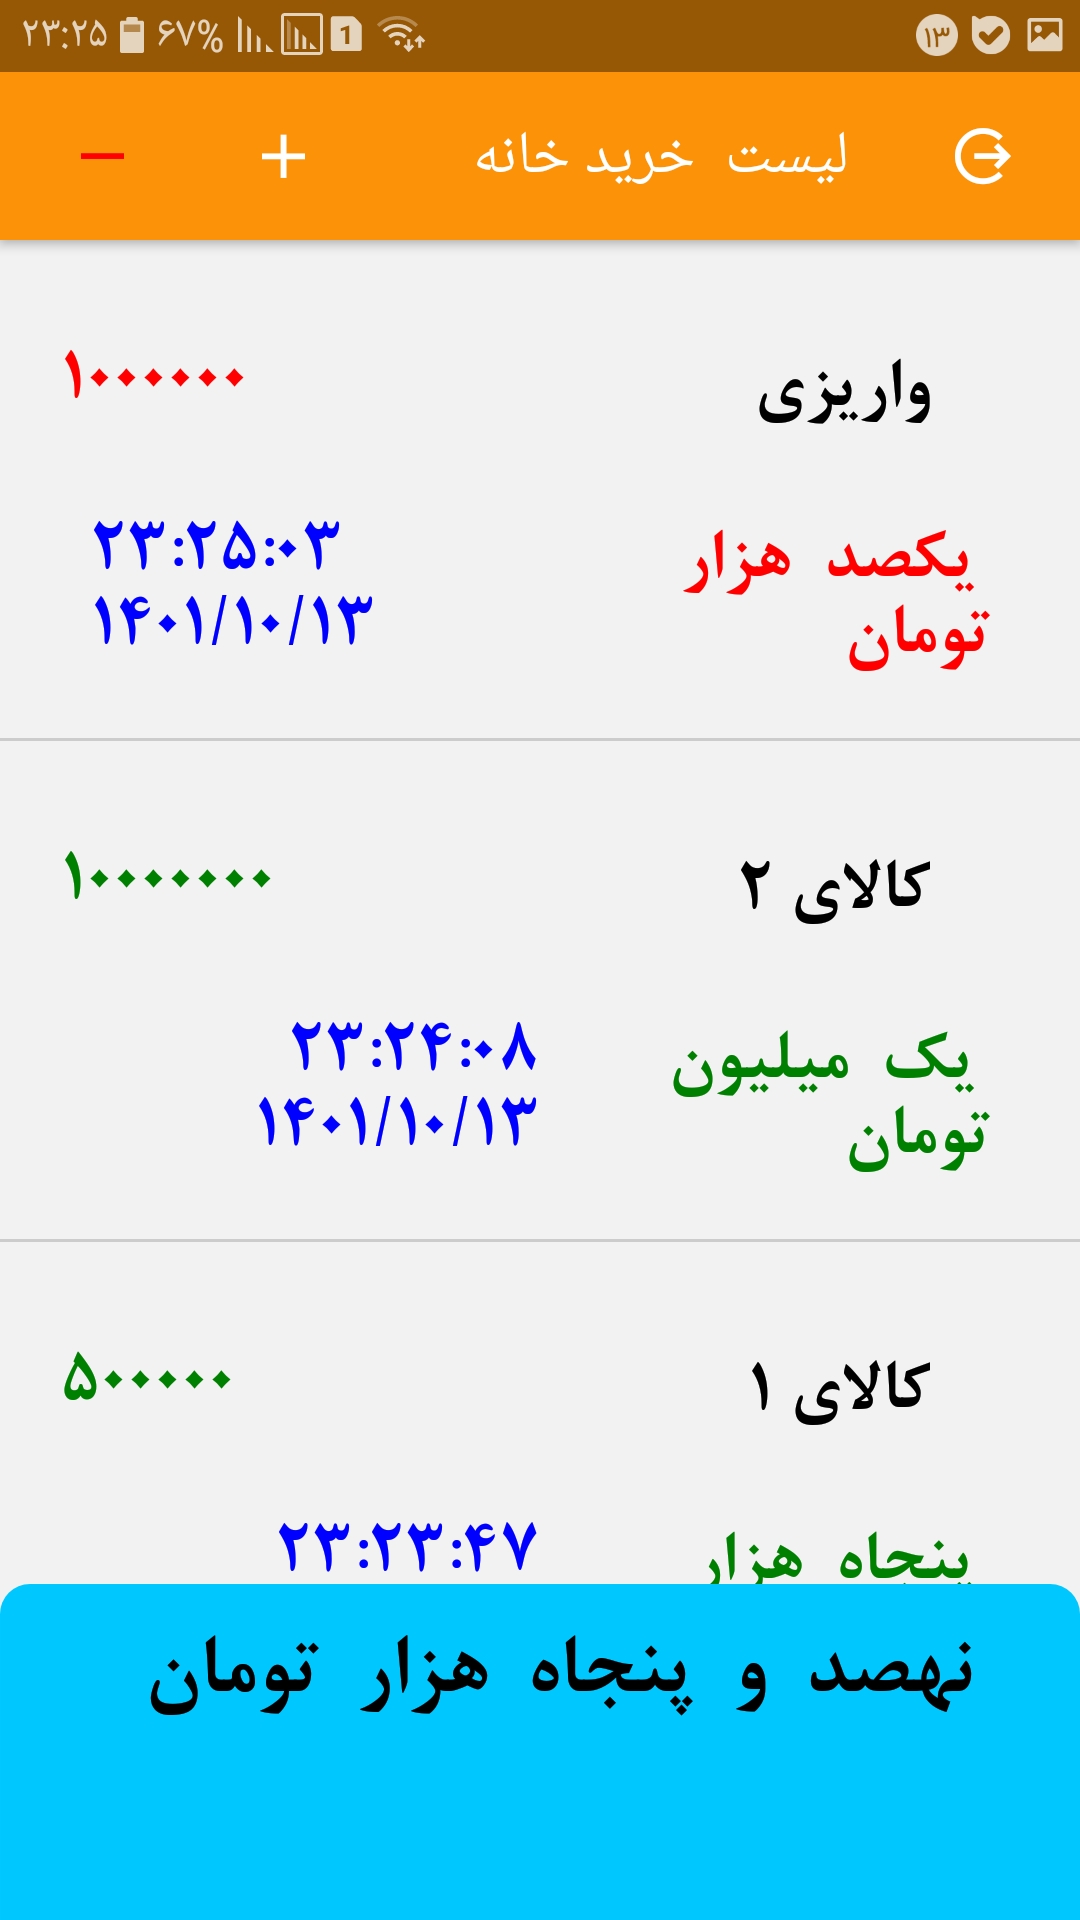 ۲۳:۲۵ ۶۷% 1 ۱۳
لیست خرید خانه
واریزی
۱۰۰۰۰۰۰
یکصد هزار
تومان
۲۳:۲۵:۰۳
۱۴۰۱/۱۰/۱۳
کالای ۲
۱۰۰۰۰۰۰۰
یک میلیون
تومان
۲۳:۲۴:۰۸
۱۴۰۱/۱۰/۱۳
کالای ۱
۵۰۰۰۰۰
پنجاه هزار
۲۳:۲۳:۴۷
نهصد و پنجاه هزار تومان